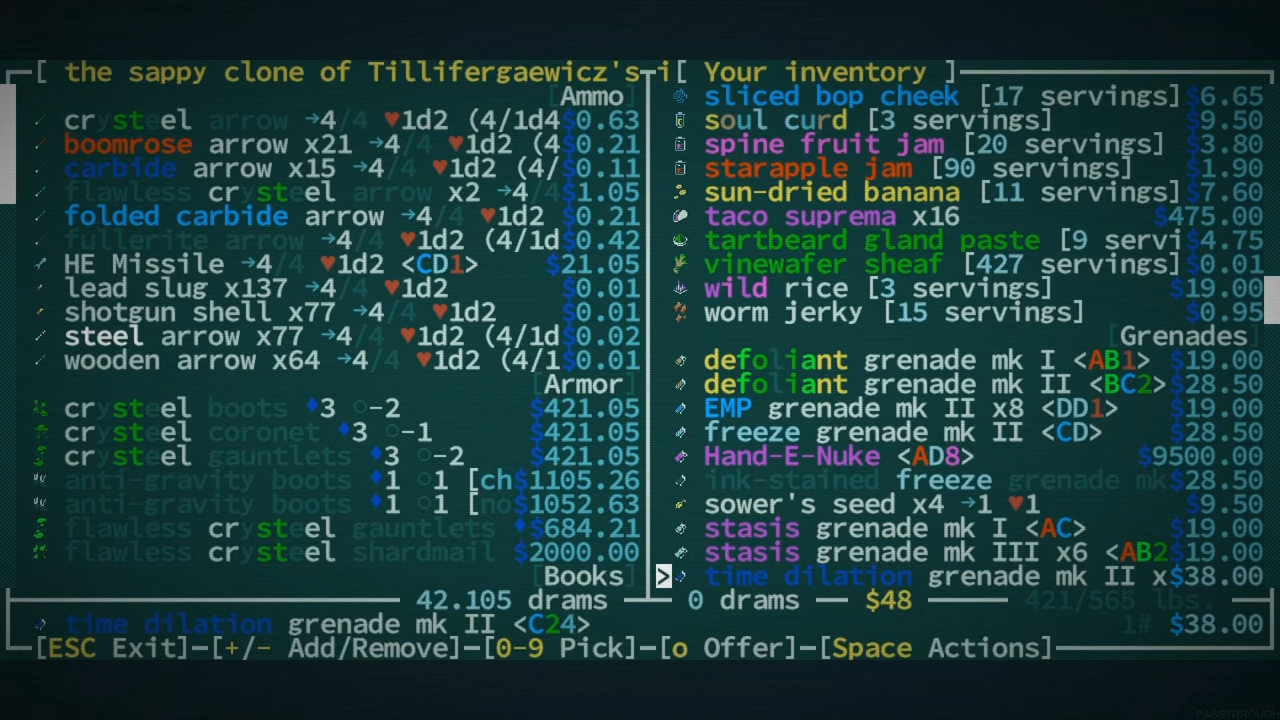 [ the sappy clone of Tillifergaewicz's i
[Ammo]
crysteel arrow →4/4 ♥1d2 (4/1d4 $0.63
boomrose arrow x21 →4/4 ♥1d2 (4 $0.21
carbide arrow x15 →4/4 ♥1d2 (4/ $0.11
flawless crysteel arrow x2 →4/ $1.05
folded carbide arrow →4/4 ♥1d2 $0.21
fullerite arrow →4/4 ♥1d2 (4/1d $0.42
HE Missile →4/4 ♥1d2 <CD1> $21.05
lead slug x137 →4/4 ♥1d2 $0.01
shotgun shell x77 →4/4 ♥1d2 $0.01
steel arrow x77 →4/4 ♥1d2 (4/1d $0.02
wooden arrow x64 →4/4 ♥1d2 (4/1 $0.01
[Armor]
crysteel boots ♦3 ○-2 $421.05
crysteel coronet ♦3 ○-1 $421.05
crysteel gauntlets ♦3 ○-2 $421.05
anti-gravity boots ♦1 ○1 [ch $1105.26
anti-gravity boots ♦1 ○1 [no $1052.63
flawless crysteel gauntlets ♦ $684.21
flawless crysteel shardmail $2000.00
[Books]
42.105 drams
[ Your inventory ]
sliced bop cheek [17 servings] $6.65
soul curd [3 servings] $9.50
spine fruit jam [20 servings] $3.80
starapple jam [90 servings] $1.90
sun-dried banana [11 servings] $7.60
taco suprema x16 $475.00
tartbeard gland paste [9 servi $4.75
vinewafer sheaf [427 servings] $0.01
wild rice [3 servings] $19.00
worm jerky [15 servings] $0.95
[Grenades]
defoliant grenade mk I <AB1> $19.00
defoliant grenade mk II <BC2> $28.50
EMP grenade mk II x8 <DD1> $19.00
freeze grenade mk II <CD> $28.50
Hand-E-Nuke <AD8> $9500.00
ink-stained freeze grenade mk $28.50
sower's seed x4 →1 ♥1 $9.50
stasis grenade mk I <AC> $19.00
stasis grenade mk III x6 <AB2 $19.00
> time dilation grenade mk II x $38.00
0 drams — $48 — 421/565 lbs.
time dilation grenade mk II <C24> 1# $38.00
[ESC Exit]—[+/- Add/Remove]—[0-9 Pick]—[o Offer]—[Space Actions]
PASSTHROUGH